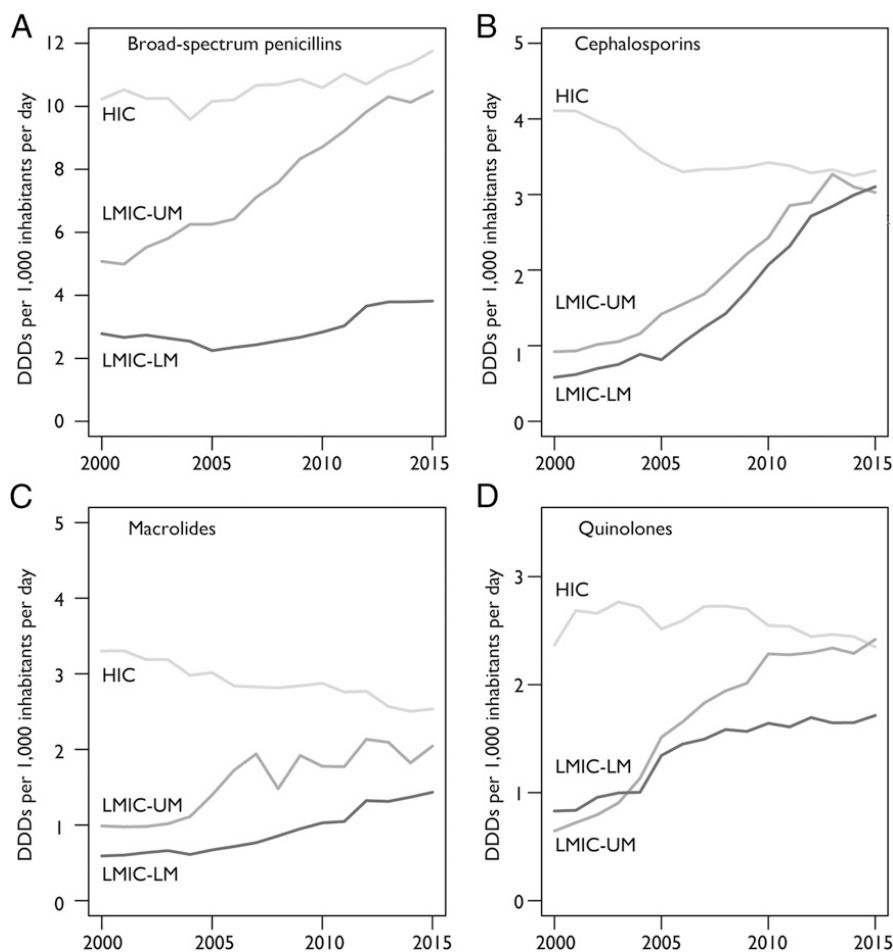 A
Broad-spectrum penicillins
DDDs per 1,000 inhabitants per day
12
10
8
6
4
2
0
HIC
LMIC-UM
LMIC-LM
2000
2005
2010
2015
B
Cephalosporins
DDDs per 1,000 inhabitants per day
5
4
3
2
1
0
HIC
LMIC-UM
LMIC-LM
2000
2005
2010
2015
C
Macrolides
DDDs per 1,000 inhabitants per day
5
4
3
2
1
0
HIC
LMIC-UM
LMIC-LM
2000
2005
2010
2015
D
Quinolones
DDDs per 1,000 inhabitants per day
3
2
1
0
HIC
LMIC-LM
LMIC-UM
2000
2005
2010
2015